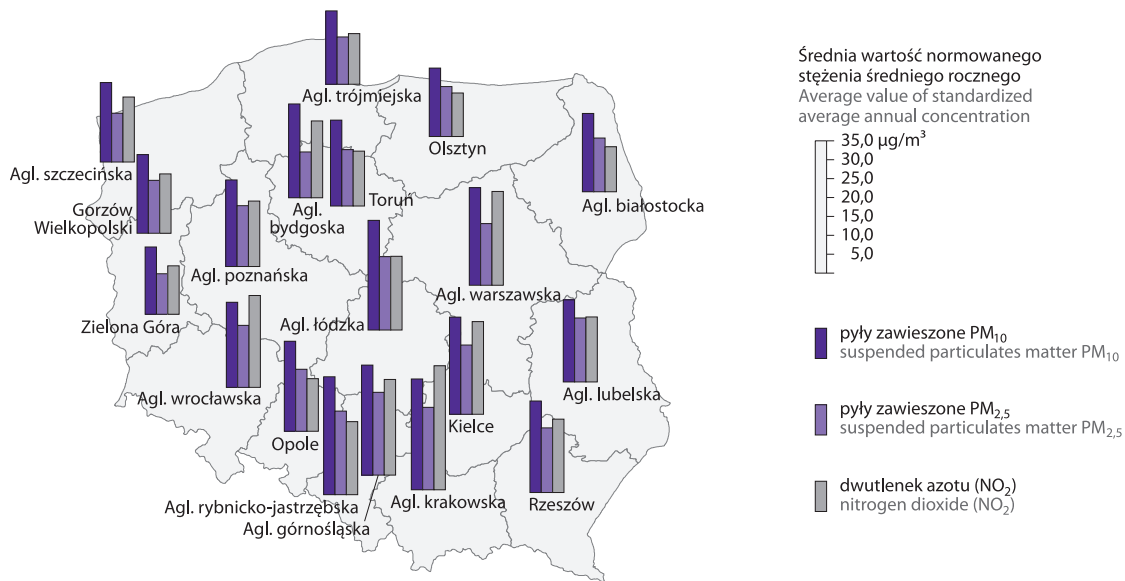 Agl. trójmiejska
Olsztyn
Agl. szczecińska
Gorzów
Wielkopolski
Agl.
bydgoska
Toruń
Agl. białostocka
Agl. poznańska
Agl. warszawska
Zielona Góra
Agl. łódzka
Agl. wrocławska
Agl. lubelska
Opole
Kielce
Agl. rybnicko-jastrzębska
Agl. górnośląska
Agl. krakowska
Rzeszów
Średnia wartość normowanego
stężenia średniego rocznego
Average value of standardized
average annual concentration
35,0 µg/m³
30,0
25,0
20,0
15,0
10,0
5,0
pyły zawieszone PM₁₀
suspended particulates matter PM₁₀
pyły zawieszone PM₂,₅
suspended particulates matter PM₂,₅
dwutlenek azotu (NO₂)
nitrogen dioxide (NO₂)